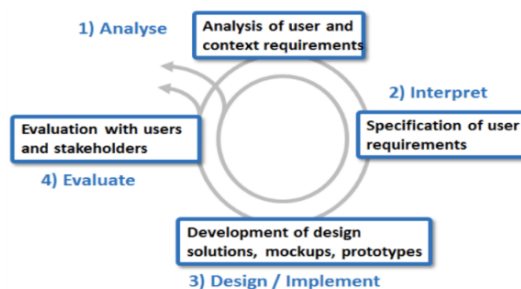 1) Analyse
Analysis of user and
context requirements
2) Interpret
Specification of user
requirements
Development of design
solutions, mockups, prototypes
3) Design / Implement
Evaluation with users
and stakeholders
4) Evaluate